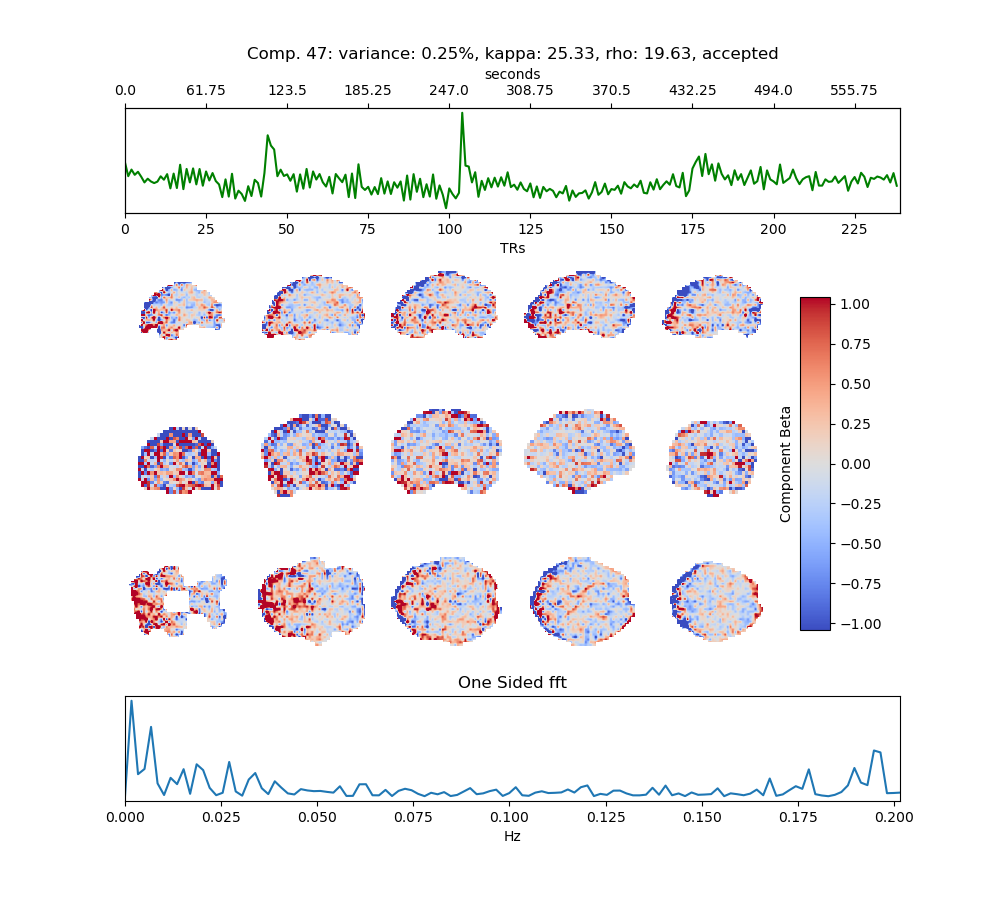 Comp. 47: variance: 0.25%, kappa: 25.33, rho: 19.63, accepted
seconds
0.0 61.75 123.5 185.25 247.0 308.75 370.5 432.25 494.0 555.75
0 25 50 75 100 125 150 175 200 225
TRs
1.00
0.75
0.50
0.25
0.00
−0.25
−0.50
−0.75
−1.00
Component Beta
One Sided fft
0.000 0.025 0.050 0.075 0.100 0.125 0.150 0.175 0.200
Hz